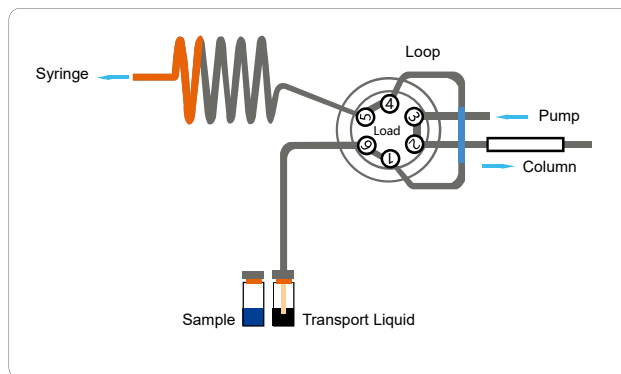 Loop
Syringe
4
5
3
Pump
Load
6
2
1
Column
Sample
Transport Liquid